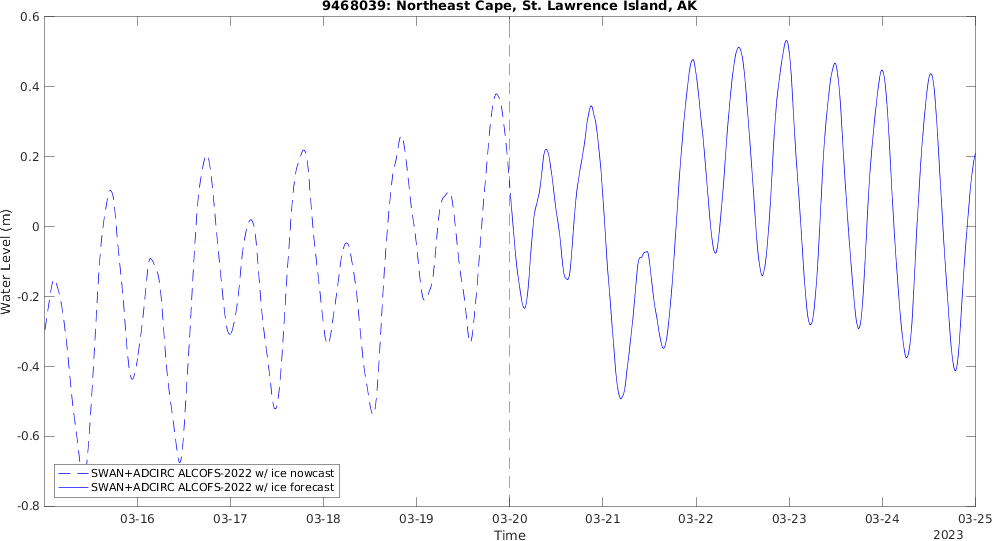 9468039: Northeast Cape, St. Lawrence Island, AK
0.6
0.4
0.2
0
-0.2
-0.4
-0.6
-0.8
Water Level (m)
SWAN+ADCIRC ALCOFS-2022 w/ ice nowcast
SWAN+ADCIRC ALCOFS-2022 w/ ice forecast
03-16 03-17 03-18 03-19 03-20 03-21 03-22 03-23 03-24 03-25
Time
2023